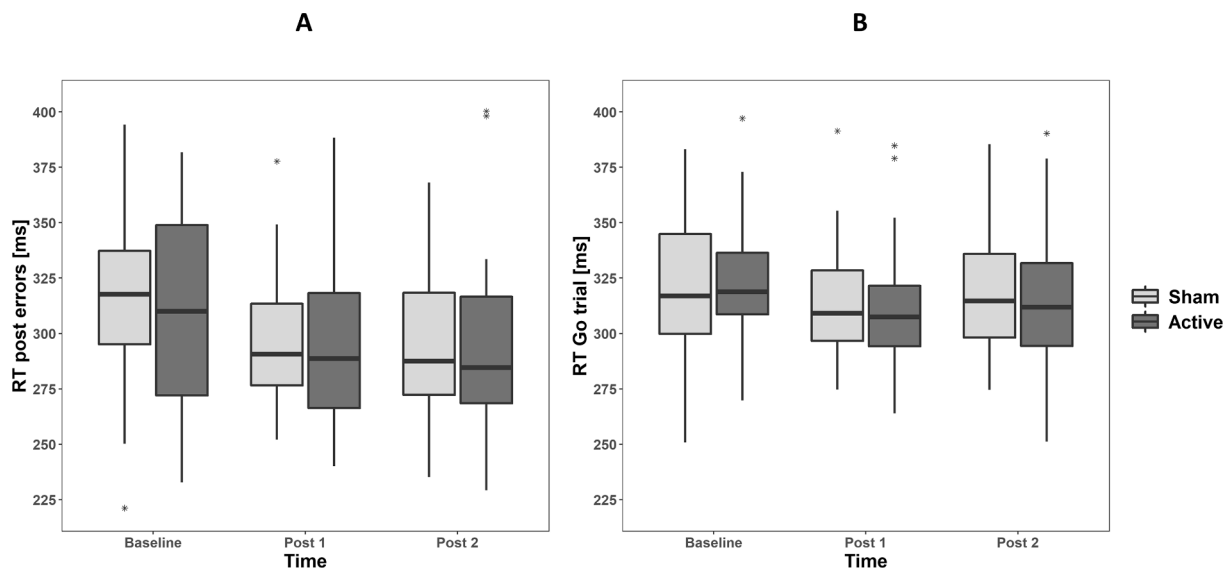 A
B
RT post errors [ms]
400
375
350
325
300
275
250
225
Baseline
Post 1
Post 2
Time
RT Go trial [ms]
400
375
350
325
300
275
250
225
Baseline
Post 1
Post 2
Time
Sham
Active